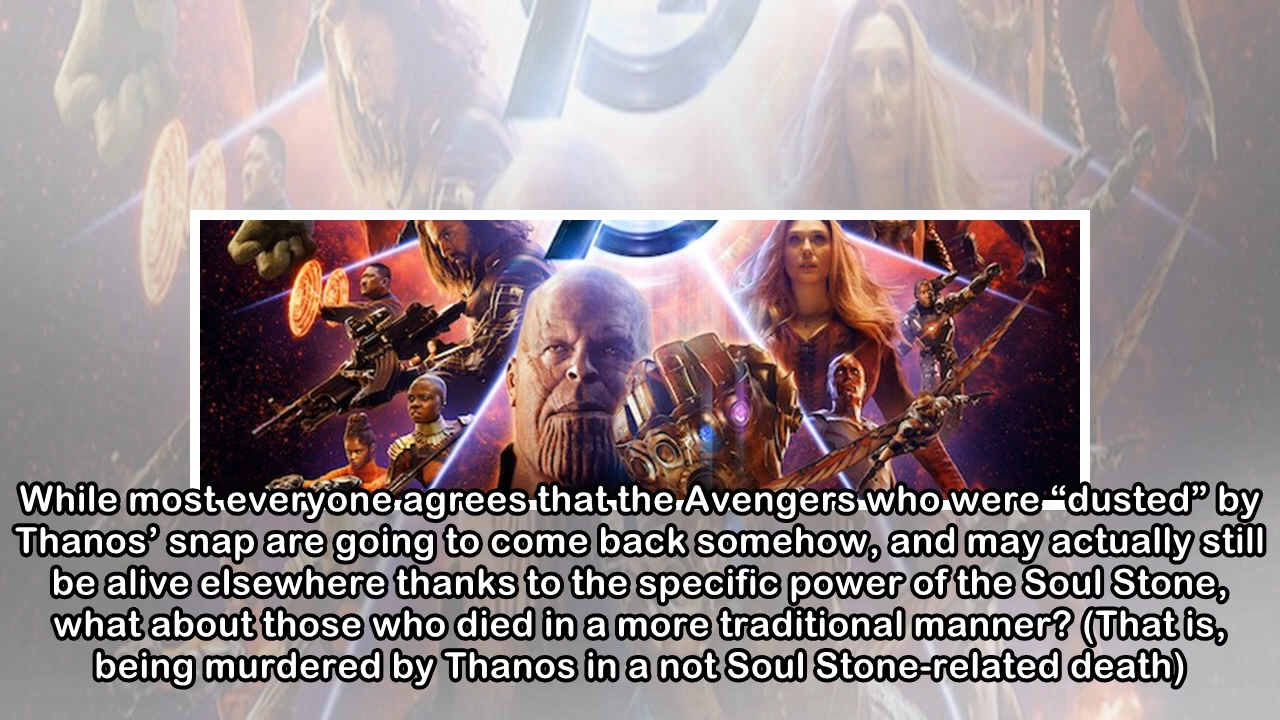 While most everyone agrees that the Avengers who were “dusted” by
Thanos’ snap are going to come back somehow, and may actually still
be alive elsewhere thanks to the specific power of the Soul Stone,
what about those who died in a more traditional manner? (That is,
being murdered by Thanos in a not Soul Stone-related death)